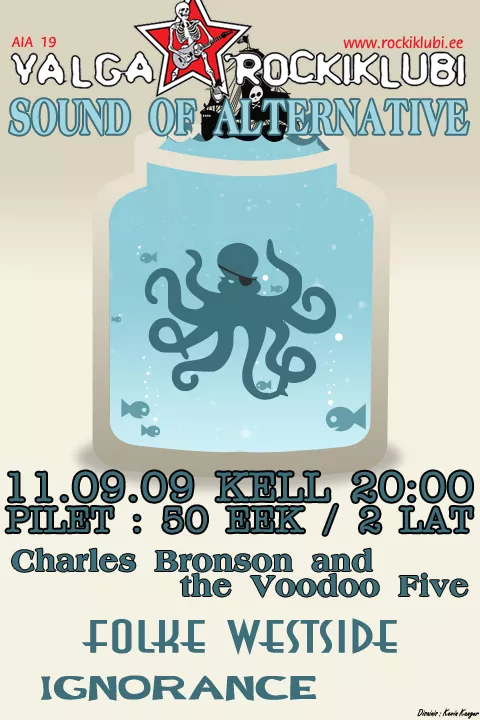 AIA 19
www.rockiklubi.ee
VALGA ROCKIKLUBI
SOUND OF ALTERNATIVE
11.09.09 KELL 20:00
PILET : 50 EEK / 2 LAT
Charles Bronson and
the Voodoo Five
FOLKE WESTSIDE
IGNORANCE